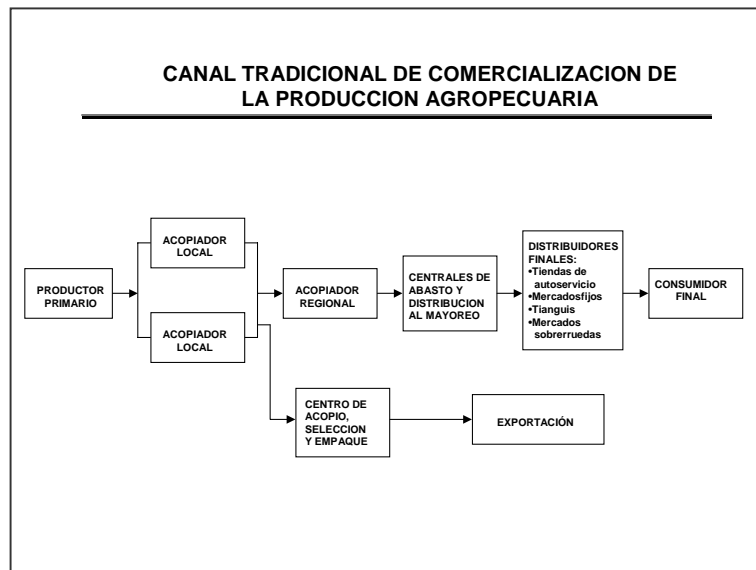 CANAL TRADICIONAL DE COMERCIALIZACION DE
LA PRODUCCION AGROPECUARIA
PRODUCTOR
PRIMARIO
ACOPIADOR
LOCAL
ACOPIADOR
LOCAL
ACOPIADOR
REGIONAL
CENTRALES DE
ABASTO Y
DISTRIBUCION
AL MAYOREO
DISTRIBUIDORES
FINALES:
•Tiendas de
autoservicio
•Mercadosfijos
•Tianguis
•Mercados
sobrerruedas
CONSUMIDOR
FINAL
CENTRO DE
ACOPIO,
SELECCION
Y EMPAQUE
EXPORTACIÓN